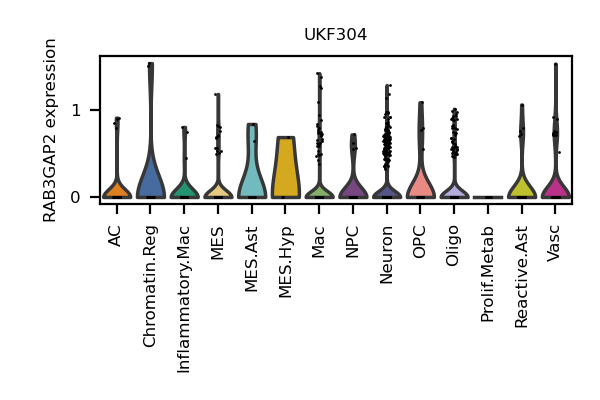 UKF304
RAB3GAP2 expression
1
0
AC
Chromatin.Reg
Inflammatory.Mac
MES
MES.Ast
MES.Hyp
Mac
NPC
Neuron
OPC
Oligo
Prolif.Metab
Reactive.Ast
Vasc